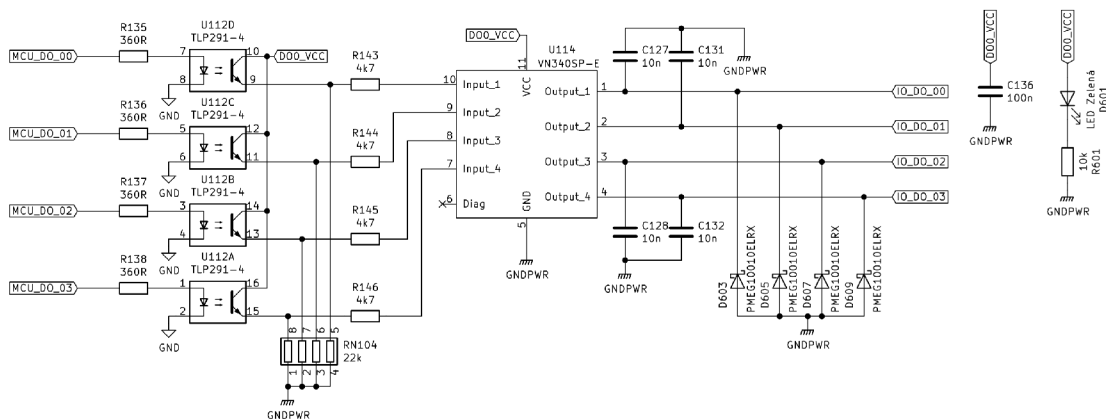 MCU_DO_00
R135
360R
U112D
TLP291-4
7
8
10
9
GND
DO0_VCC
R143
4k7
MCU_DO_01
R136
360R
U112C
TLP291-4
5
6
12
11
GND
R144
4k7
MCU_DO_02
R137
360R
U112B
TLP291-4
3
4
14
13
GND
R145
4k7
MCU_DO_03
R138
360R
U112A
TLP291-4
1
2
16
15
GND
R146
4k7
8
7
6
5
1
2
3
4
RN104
22k
GNDPWR
DO0_VCC
U114
VN340SP-E
11
VCC
10
Input_1
9
Input_2
8
Input_3
7
Input_4
6
Diag
Output_1
1
Output_2
2
Output_3
3
Output_4
4
GND
5
GNDPWR
C127
10n
C131
10n
GNDPWR
C128
10n
C132
10n
GNDPWR
IO_DO_00
IO_DO_01
IO_DO_02
IO_DO_03
D603
PMEG10010ELRX
D605
PMEG10010ELRX
D607
PMEG10010ELRX
D609
PMEG10010ELRX
GNDPWR
DO0_VCC
C136
100n
GNDPWR
DO0_VCC
LED Zelená
D601
10k
R601
GNDPWR